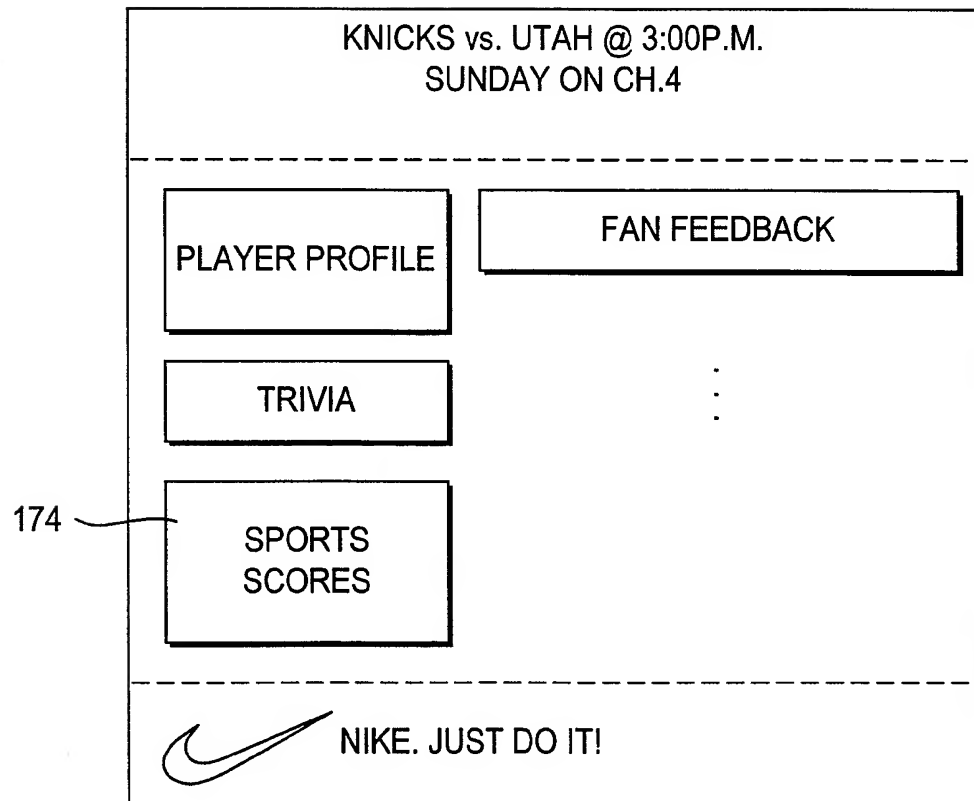 KNICKS vs. UTAH @ 3:00P.M.
SUNDAY ON CH.4
PLAYER PROFILE
FAN FEEDBACK
TRIVIA
174
SPORTS
SCORES
NIKE. JUST DO IT!